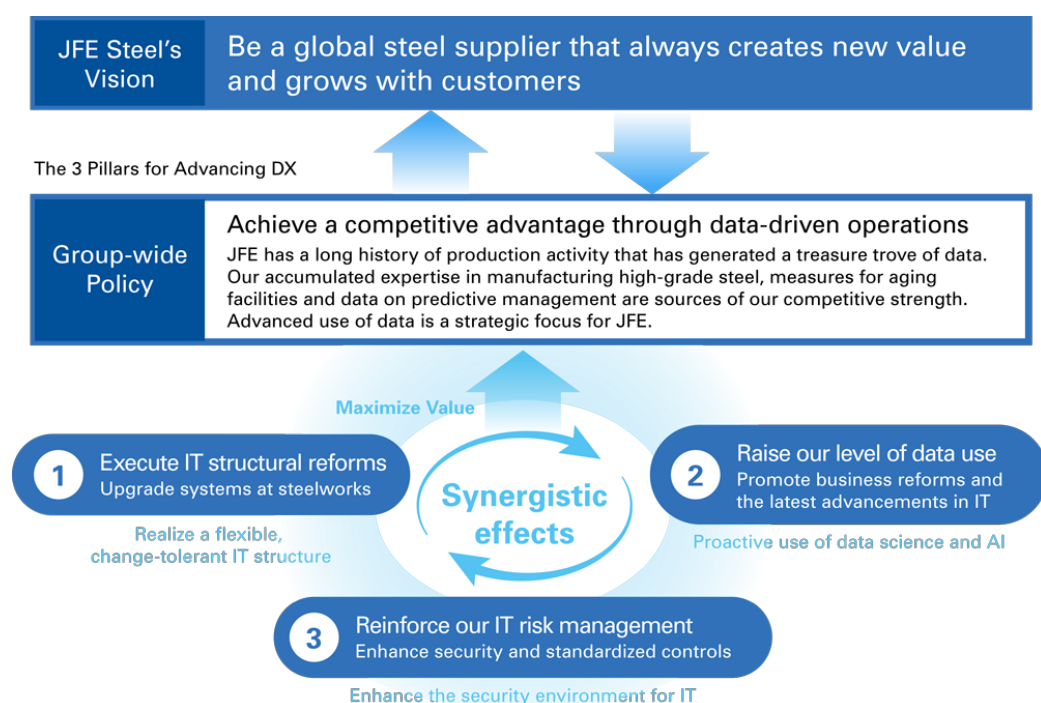 JFE Steel's
Vision
Be a global steel supplier that always creates new value
and grows with customers
The 3 Pillars for Advancing DX
Group-wide
Policy
Achieve a competitive advantage through data-driven operations
JFE has a long history of production activity that has generated a treasure trove of data.
Our accumulated expertise in manufacturing high-grade steel, measures for aging
facilities and data on predictive management are sources of our competitive strength.
Advanced use of data is a strategic focus for JFE.
Maximize Value
1
Execute IT structural reforms
Upgrade systems at steelworks
Realize a flexible,
change-tolerant IT structure
Synergistic
effects
2
Raise our level of data use
Promote business reforms and
the latest advancements in IT
Proactive use of data science and AI
3
Reinforce our IT risk management
Enhance security and standardized controls
Enhance the security environment for IT